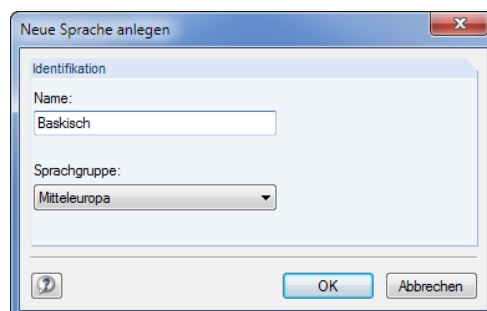 Neue Sprache anlegen
Identifikation
Name:
Baskisch
Sprachgruppe:
Mitteleuropa
OK Abbrechen